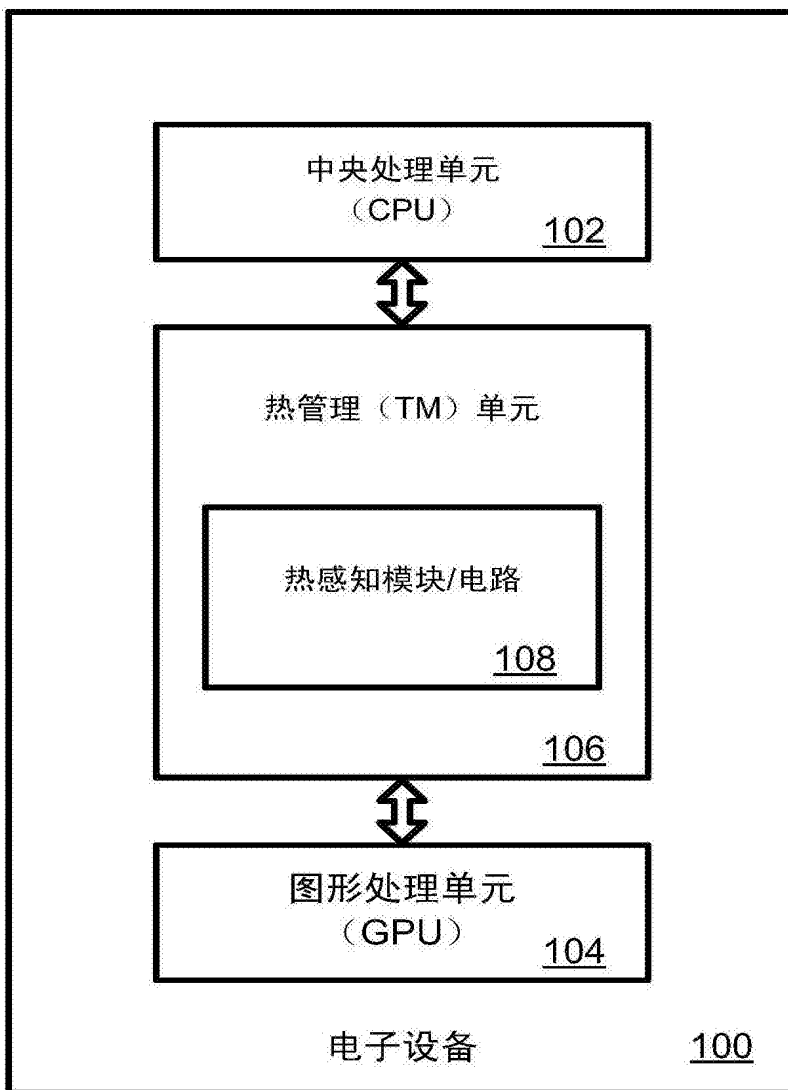 中央处理单元
（CPU）
102
热管理（TM）单元
热感知模块/电路
108
106
图形处理单元
（GPU）
104
电子设备 100